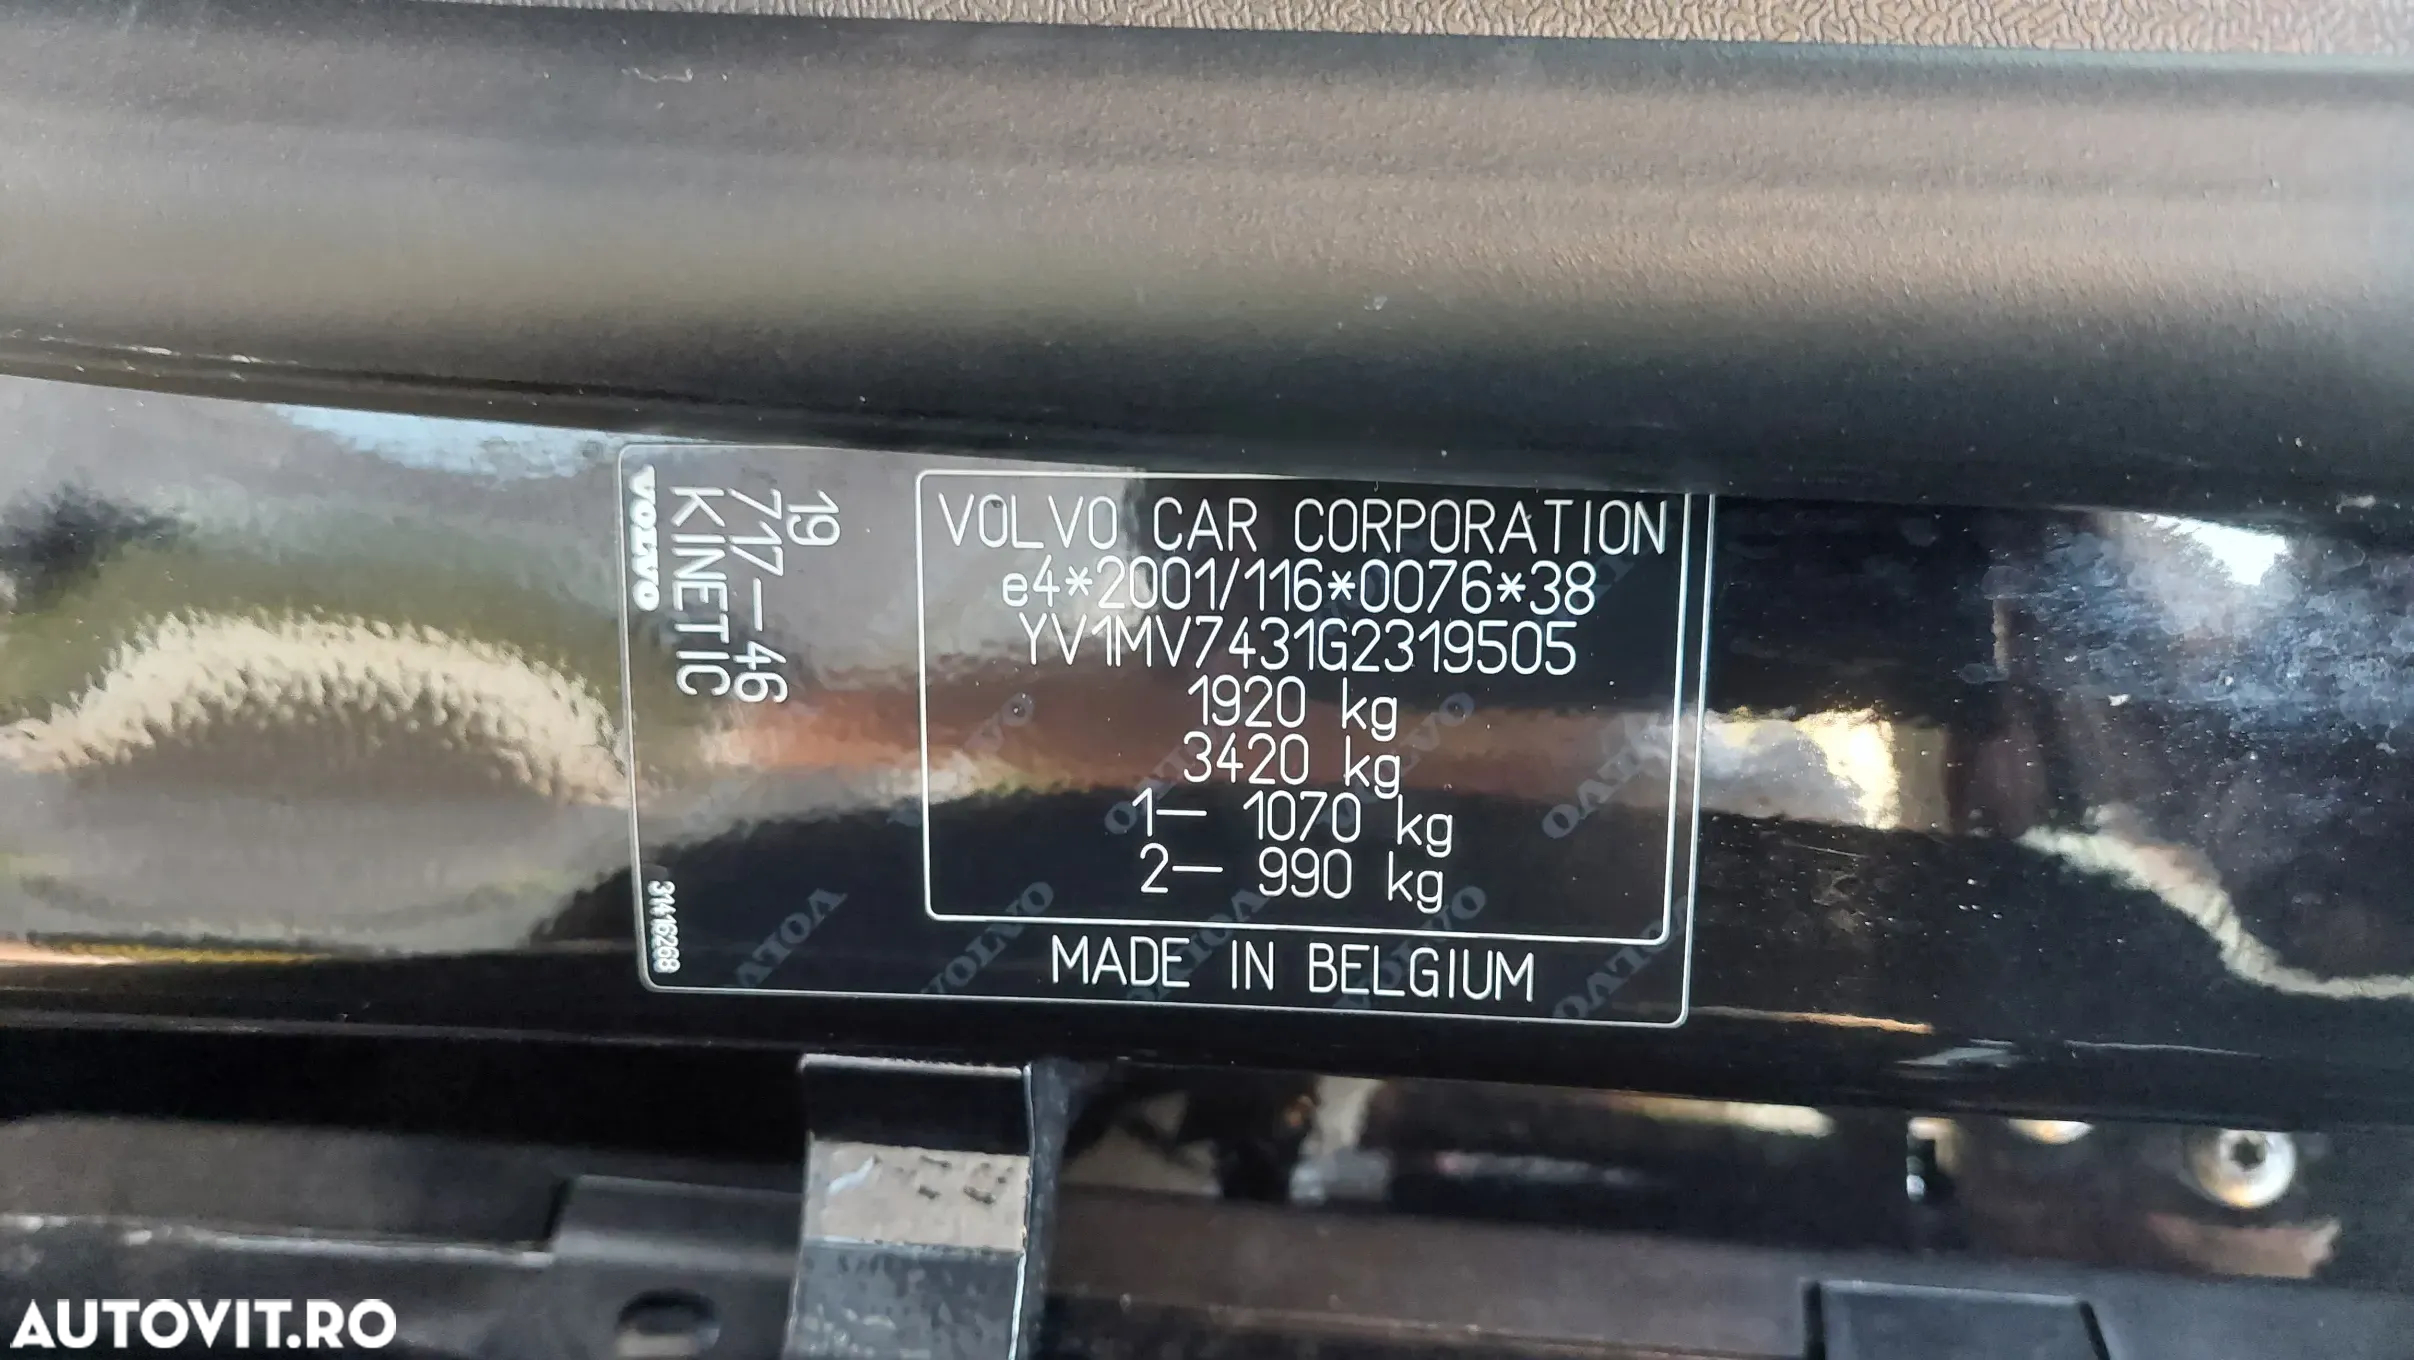 VOLVO
KINETIC
717-46
19
31416268
VOLVO CAR CORPORATION
e4*2001/116*0076*38
YV1MV7431G2319505
1920 kg
3420 kg
1- 1070 kg
2- 990 kg
MADE IN BELGIUM
AUTOVIT.RO